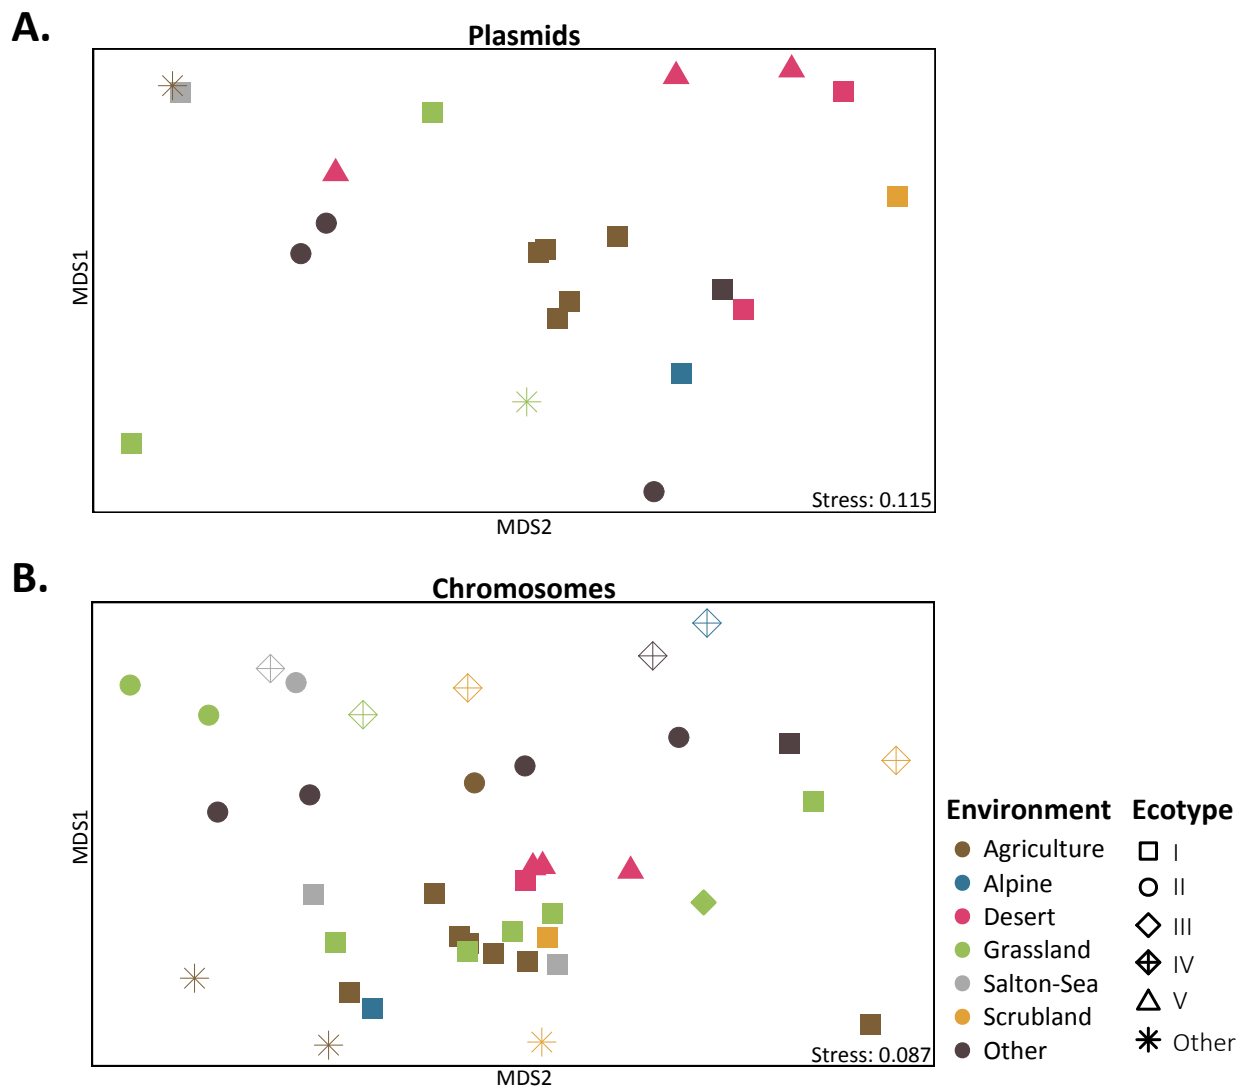 A.
Plasmids
MDS1
Stress: 0.115
MDS2
B.
Chromosomes
MDS1
Stress: 0.087
MDS2
Environment
Agriculture
Alpine
Desert
Grassland
Salton-Sea
Scrubland
Other
Ecotype
I
II
III
IV
V
Other